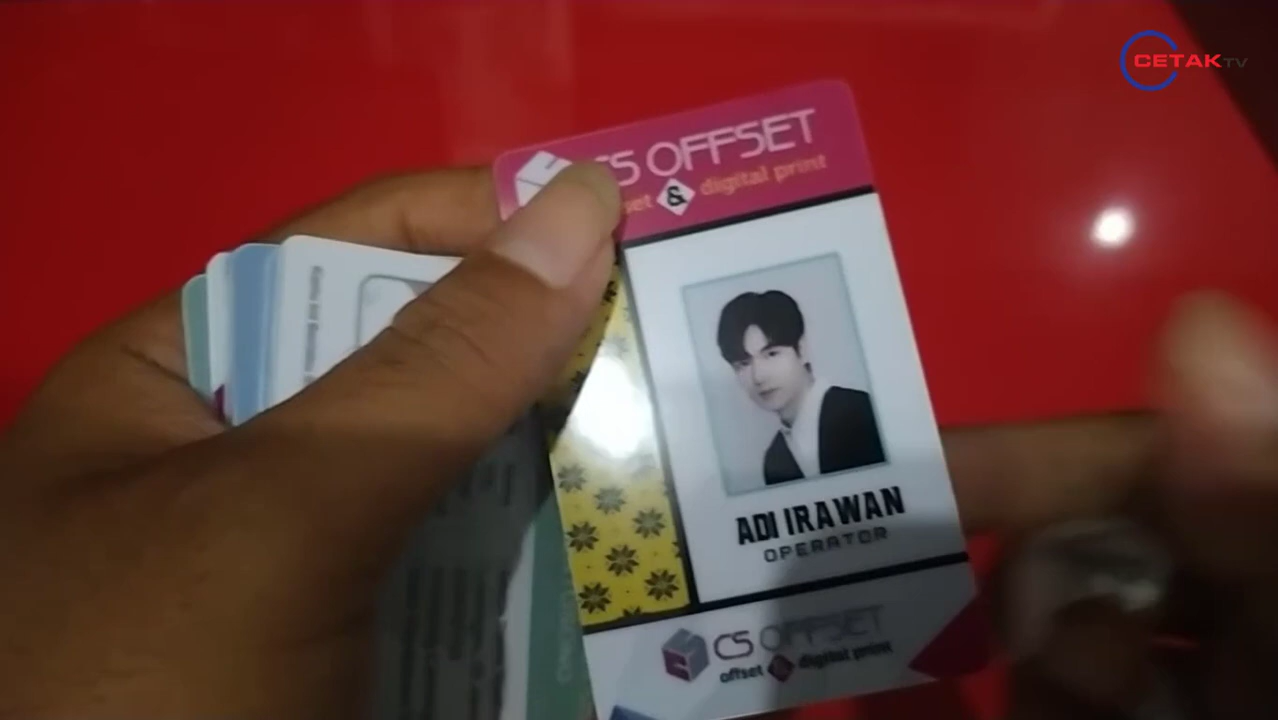 CETAK TV
CS OFFSET
& digital print
ADI IRAWAN
OPERATOR
CS OFFSET
offset & digital print